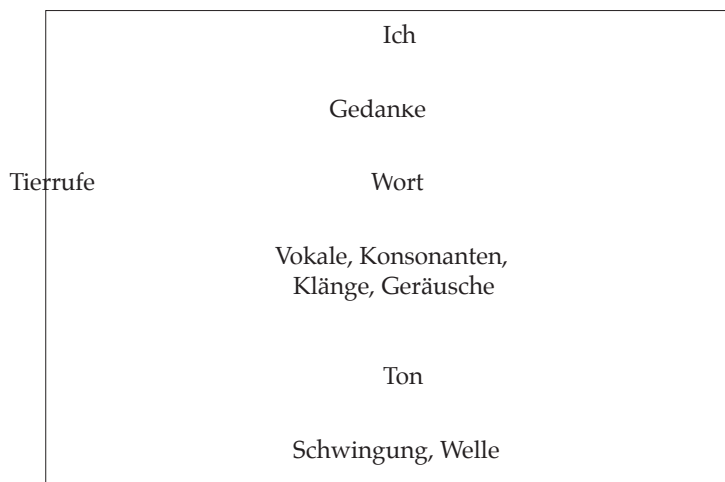 Ich
Gedanke
Tierrufe Wort
Vokale, Konsonanten,
Klänge, Geräusche
Ton
Schwingung, Welle